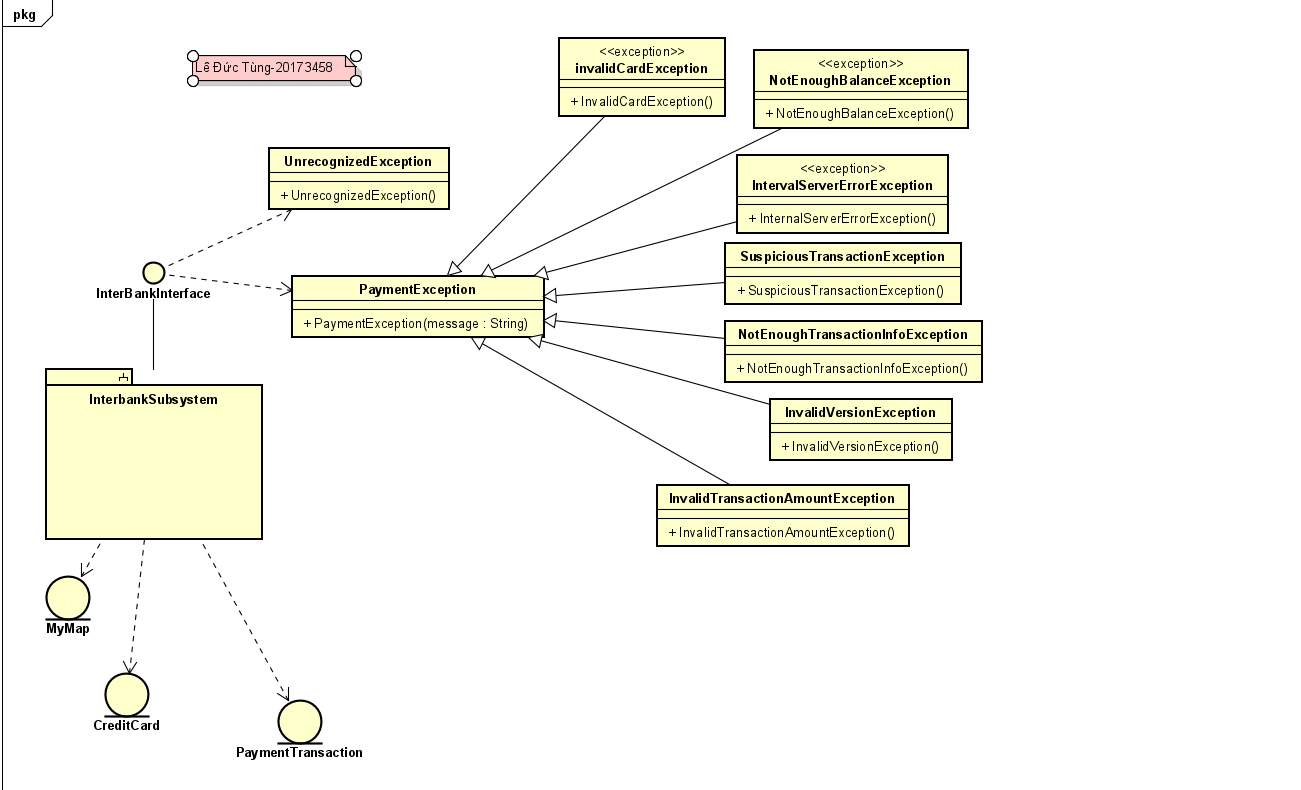 pkg
Lê Đức Tùng-20173458
<<exception>>
invalidCardException
+ InvalidCardException()
<<exception>>
NotEnoughBalanceException
+ NotEnoughBalanceException()
UnrecognizedException
+ UnrecognizedException()
<<exception>>
IntervalServerErrorException
+ InternalServerErrorException()
SuspiciousTransactionException
+ SuspiciousTransactionException()
InterBankInterface
PaymentException
+ PaymentException(message : String)
NotEnoughTransactionInfoException
+ NotEnoughTransactionInfoException()
InterbankSubsystem
InvalidVersionException
+ InvalidVersionException()
InvalidTransactionAmountException
+ InvalidTransactionAmountException()
MyMap
CreditCard
PaymentTransaction